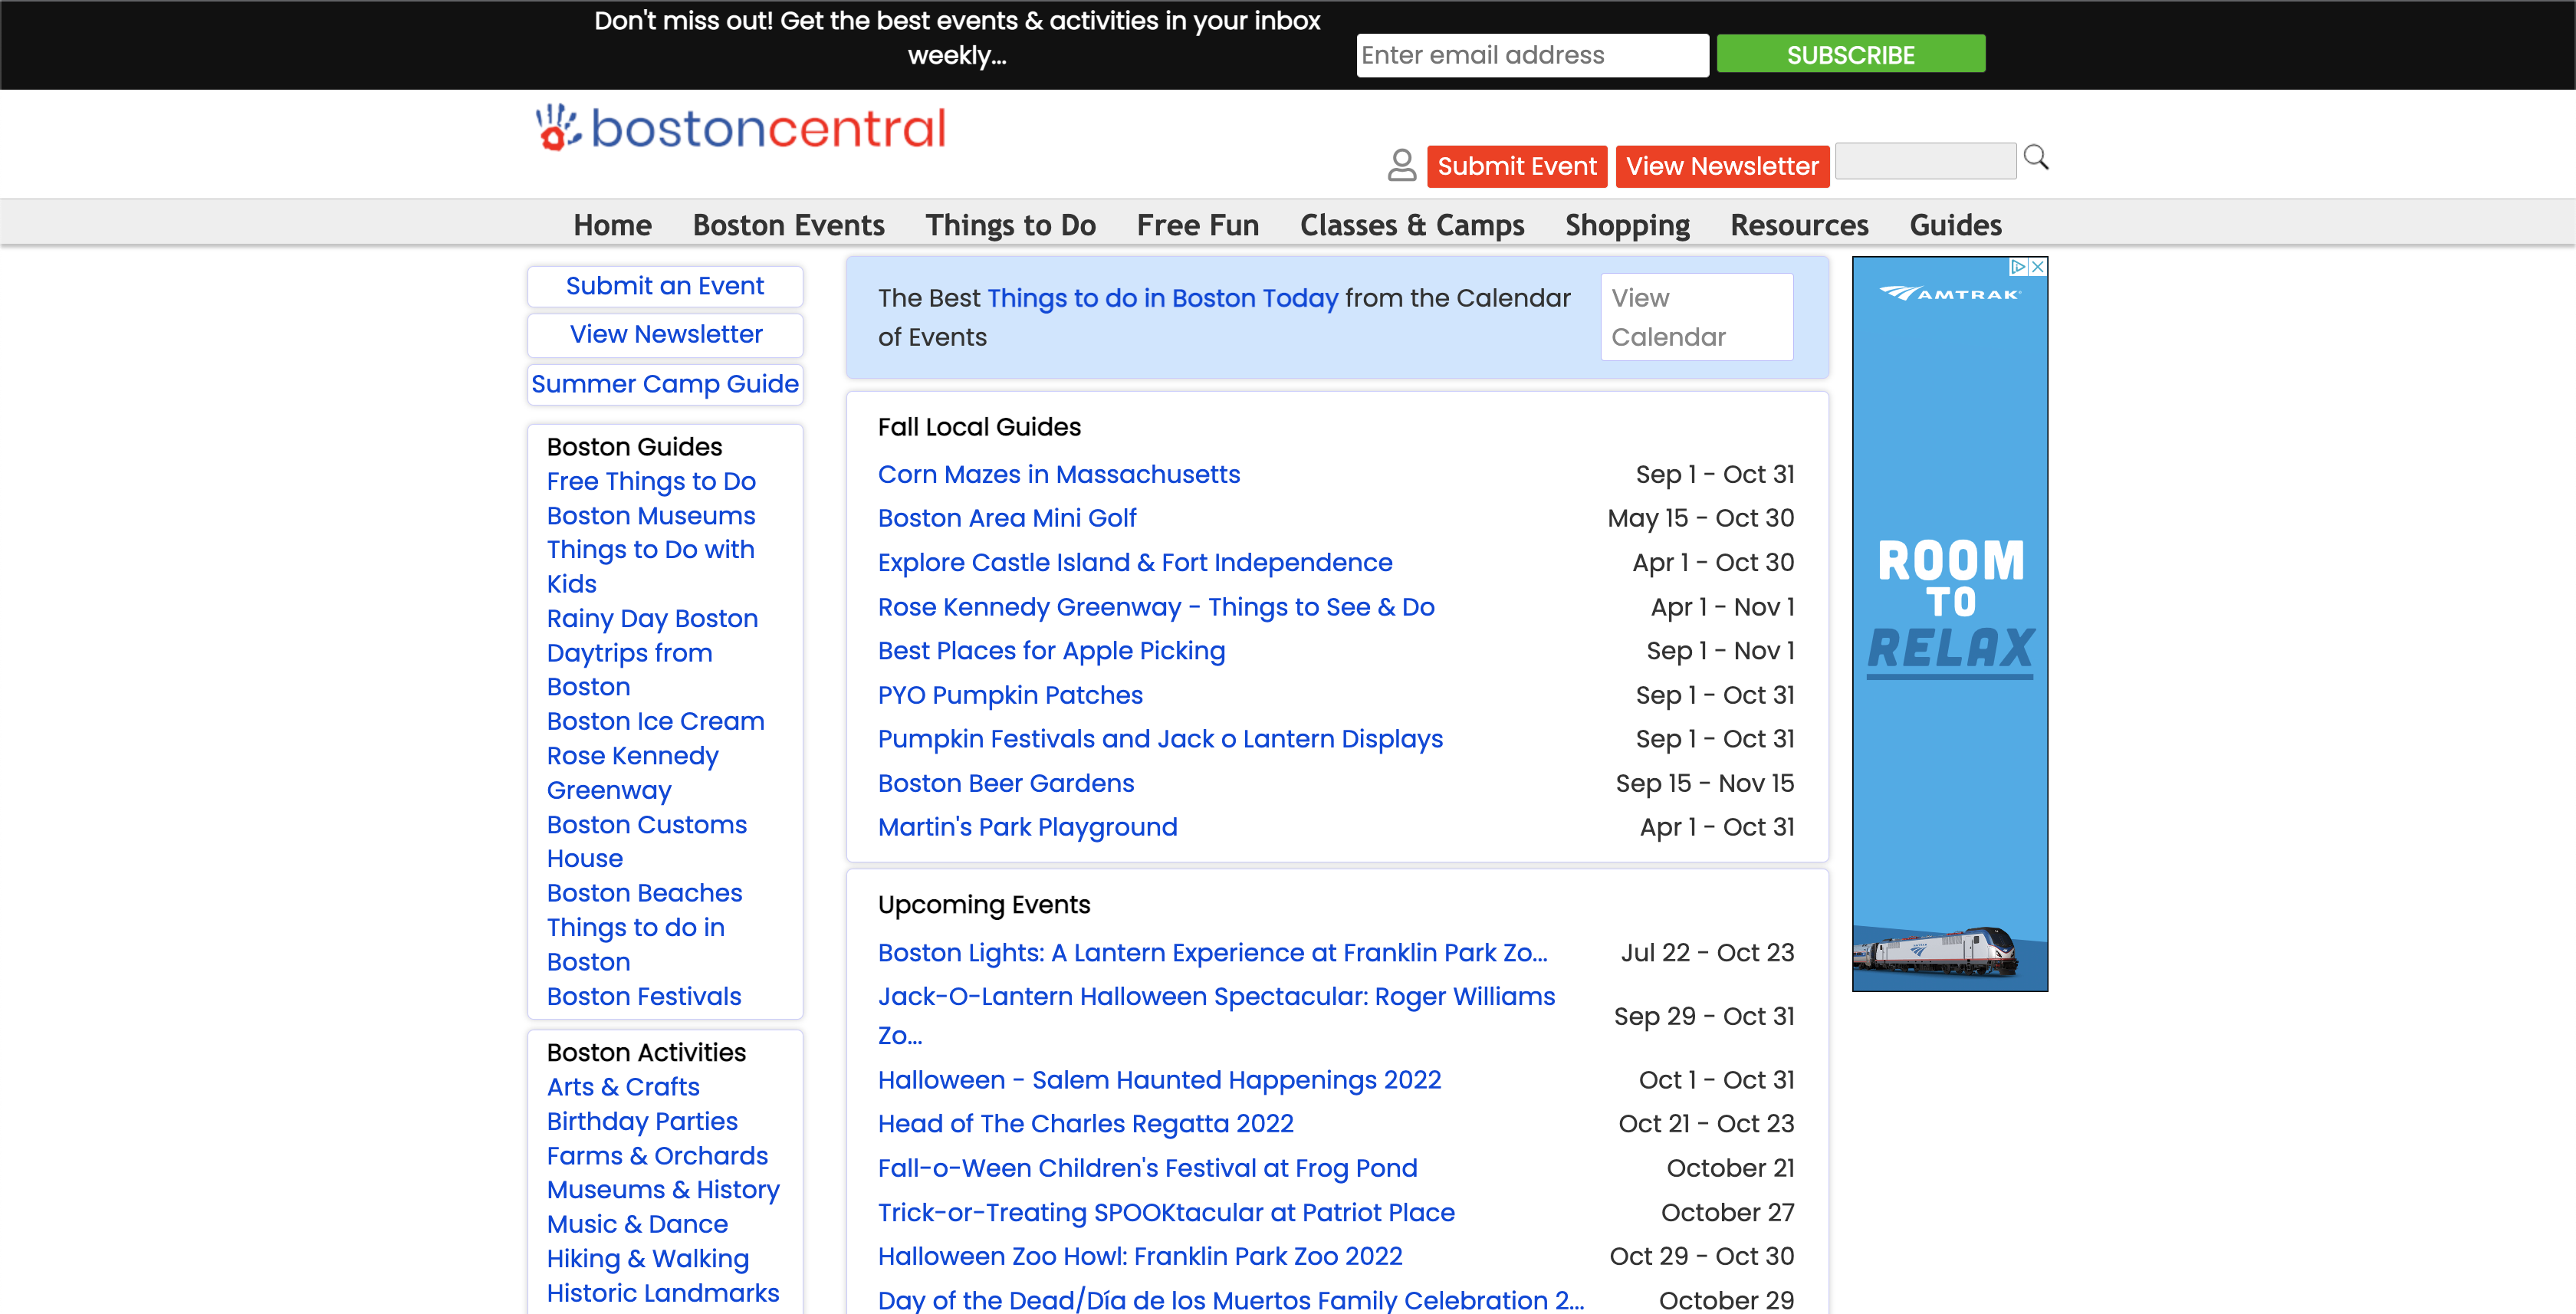 Don't miss out! Get the best events & activities in your inbox
weekly...
Enter email address
SUBSCRIBE
bostoncentral
Submit Event
View Newsletter
Home
Boston Events
Things to Do
Free Fun
Classes & Camps
Shopping
Resources
Guides
Submit an Event
View Newsletter
Summer Camp Guide
Boston Guides
Free Things to Do
Boston Museums
Things to Do with
Kids
Rainy Day Boston
Daytrips from
Boston
Boston Ice Cream
Rose Kennedy
Greenway
Boston Customs
House
Boston Beaches
Things to do in
Boston
Boston Festivals
Boston Activities
Arts & Crafts
Birthday Parties
Farms & Orchards
Museums & History
Music & Dance
Hiking & Walking
Historic Landmarks
The Best Things to do in Boston Today from the Calendar
of Events
View
Calendar
Fall Local Guides
Corn Mazes in Massachusetts Sep 1 - Oct 31
Boston Area Mini Golf May 15 - Oct 30
Explore Castle Island & Fort Independence Apr 1 - Oct 30
Rose Kennedy Greenway - Things to See & Do Apr 1 - Nov 1
Best Places for Apple Picking Sep 1 - Nov 1
PYO Pumpkin Patches Sep 1 - Oct 31
Pumpkin Festivals and Jack o Lantern Displays Sep 1 - Oct 31
Boston Beer Gardens Sep 15 - Nov 15
Martin's Park Playground Apr 1 - Oct 31
Upcoming Events
Boston Lights: A Lantern Experience at Franklin Park Zo... Jul 22 - Oct 23
Jack-O-Lantern Halloween Spectacular: Roger Williams
Zo... Sep 29 - Oct 31
Halloween - Salem Haunted Happenings 2022 Oct 1 - Oct 31
Head of The Charles Regatta 2022 Oct 21 - Oct 23
Fall-o-Ween Children's Festival at Frog Pond October 21
Trick-or-Treating SPOOKtacular at Patriot Place October 27
Halloween Zoo Howl: Franklin Park Zoo 2022 Oct 29 - Oct 30
Day of the Dead/Día de los Muertos Family Celebration 2... October 29
AMTRAK
ROOM
TO
RELAX